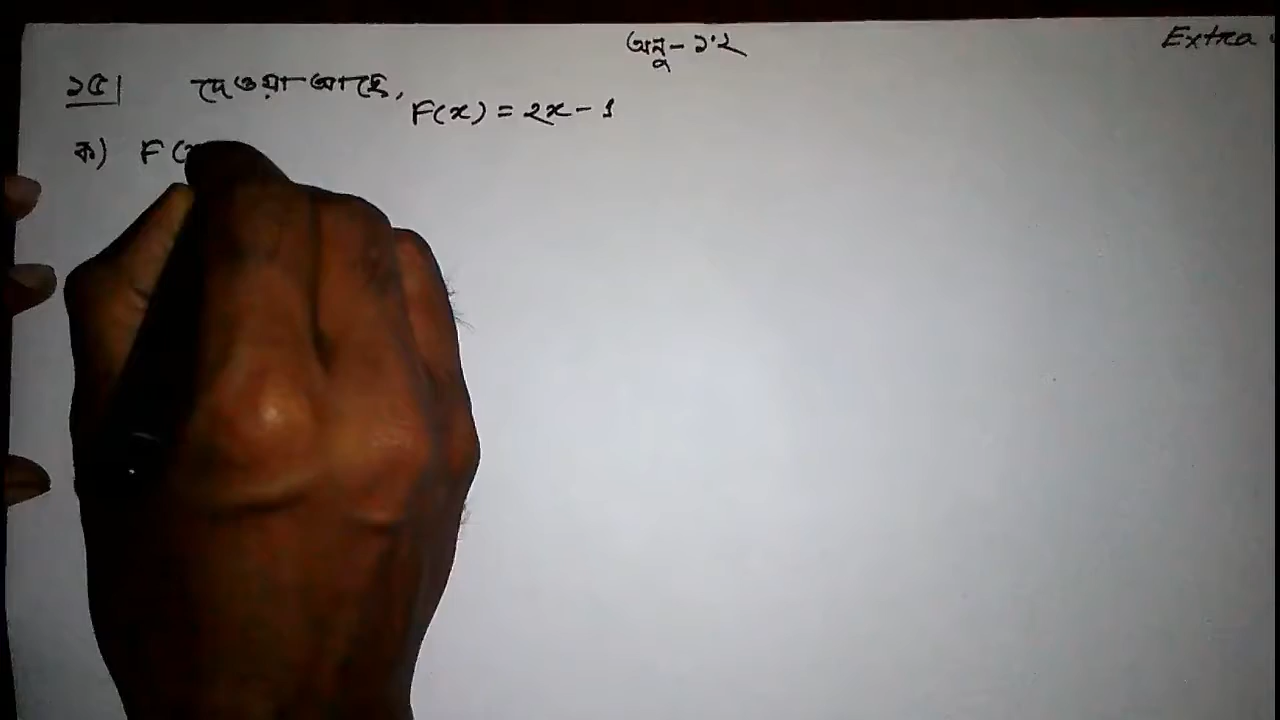 অনু - ১.২
Extra
১৫। দেওয়া আছে,
F(x) = 2x - 1
ক) F(x